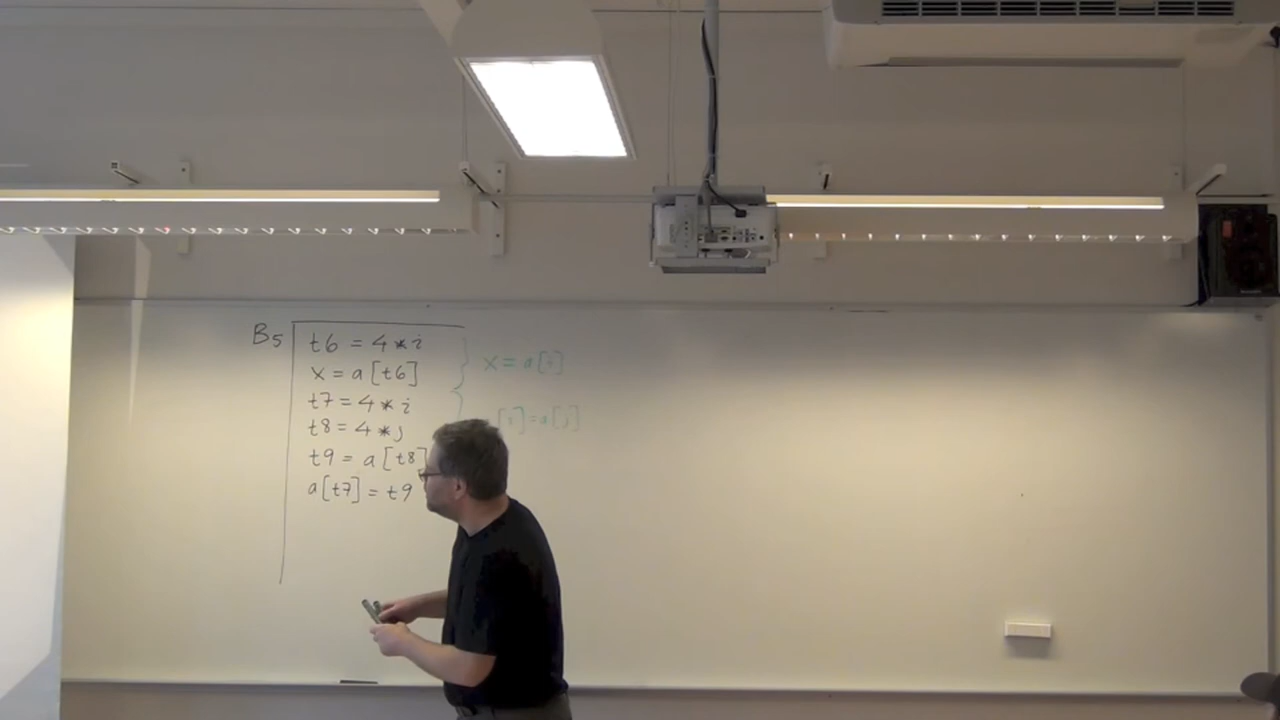 B5 t6 = 4 * i
x = a[t6]
t7 = 4 * i
t8 = 4 * j
t9 = a[t8]
a[t7] = t9
x = a[i]
[i] = a[j]